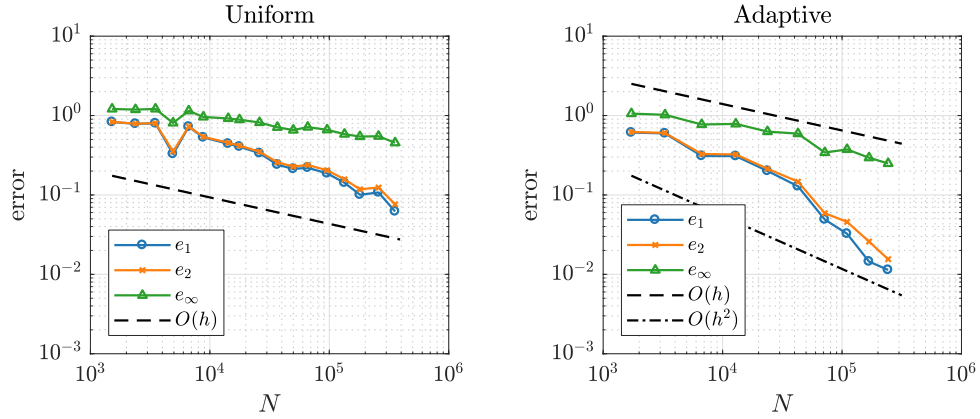 Uniform
10^1
10^0
10^{-1}
10^{-2}
10^{-3}
error
e_1
e_2
e_∞
O(h)
10^3
10^4
10^5
10^6
N
Adaptive
10^1
10^0
10^{-1}
10^{-2}
10^{-3}
error
e_1
e_2
e_∞
O(h)
O(h^2)
10^3
10^4
10^5
10^6
N